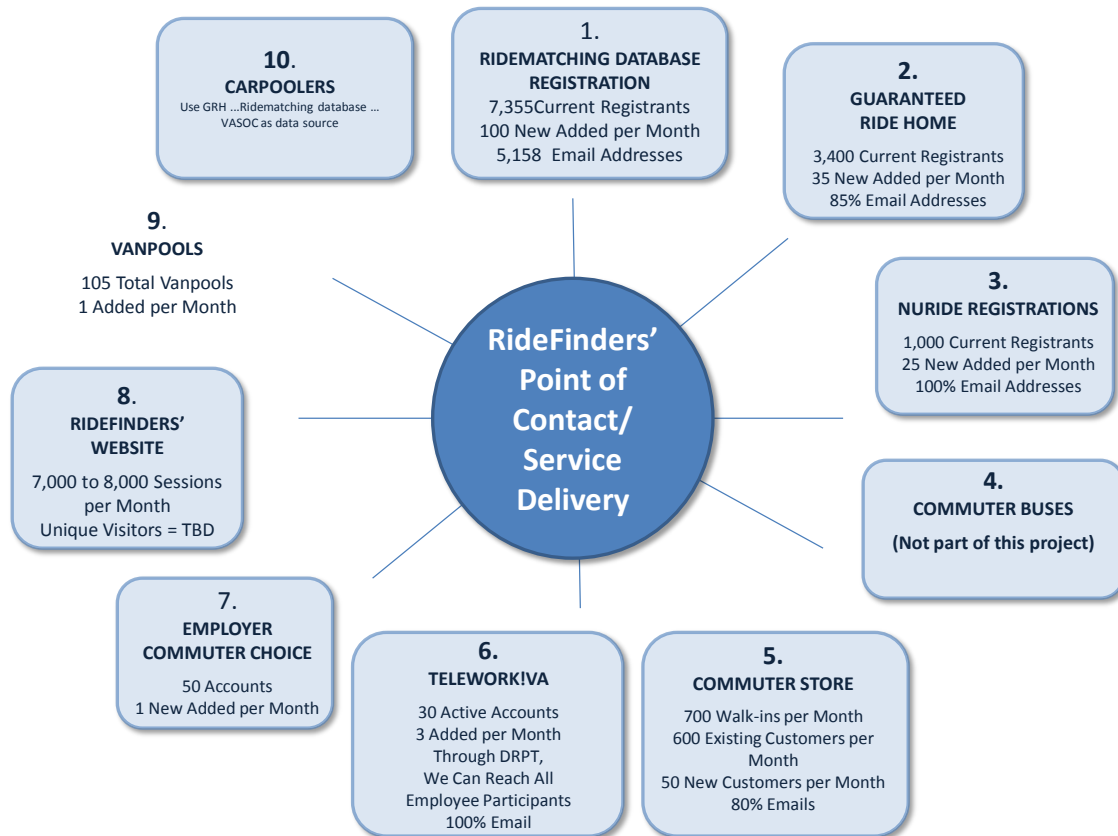 1.
RIDEMATCHING DATABASE
REGISTRATION
7,355Current Registrants
100 New Added per Month
5,158 Email Addresses
2.
GUARANTEED
RIDE HOME
3,400 Current Registrants
35 New Added per Month
85% Email Addresses
3.
NURIDE REGISTRATIONS
1,000 Current Registrants
25 New Added per Month
100% Email Addresses
4.
COMMUTER BUSES
(Not part of this project)
5.
COMMUTER STORE
700 Walk-ins per Month
600 Existing Customers per
Month
50 New Customers per Month
80% Emails
6.
TELEWORK!VA
30 Active Accounts
3 Added per Month
Through DRPT,
We Can Reach All
Employee Participants
100% Email
7.
EMPLOYER
COMMUTER CHOICE
50 Accounts
1 New Added per Month
8.
RIDEFINDERS’
WEBSITE
7,000 to 8,000 Sessions
per Month
Unique Visitors = TBD
9.
VANPOOLS
105 Total Vanpools
1 Added per Month
10.
CARPOOLERS
Use GRH ...Ridematching database ...
VASOC as data source
RideFinders’
Point of
Contact/
Service
Delivery